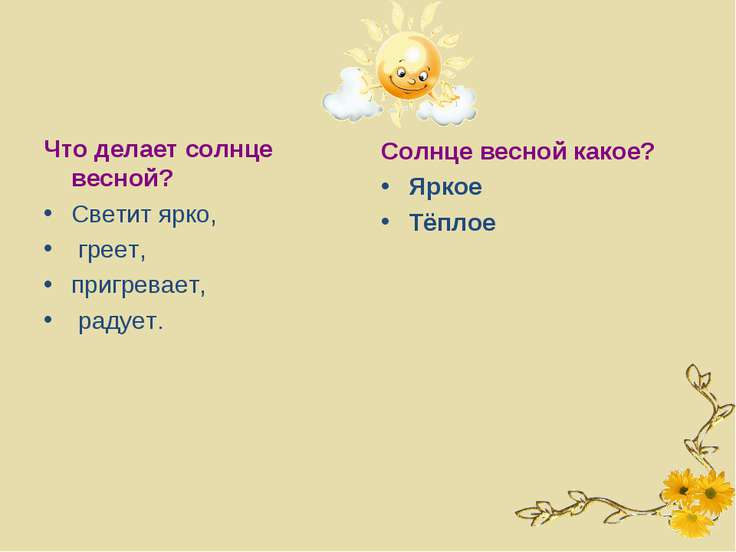 Что делает солнце
весной?
• Светит ярко,
• греет,
• пригревает,
• радует.
Солнце весной какое?
• Яркое
• Тёплое